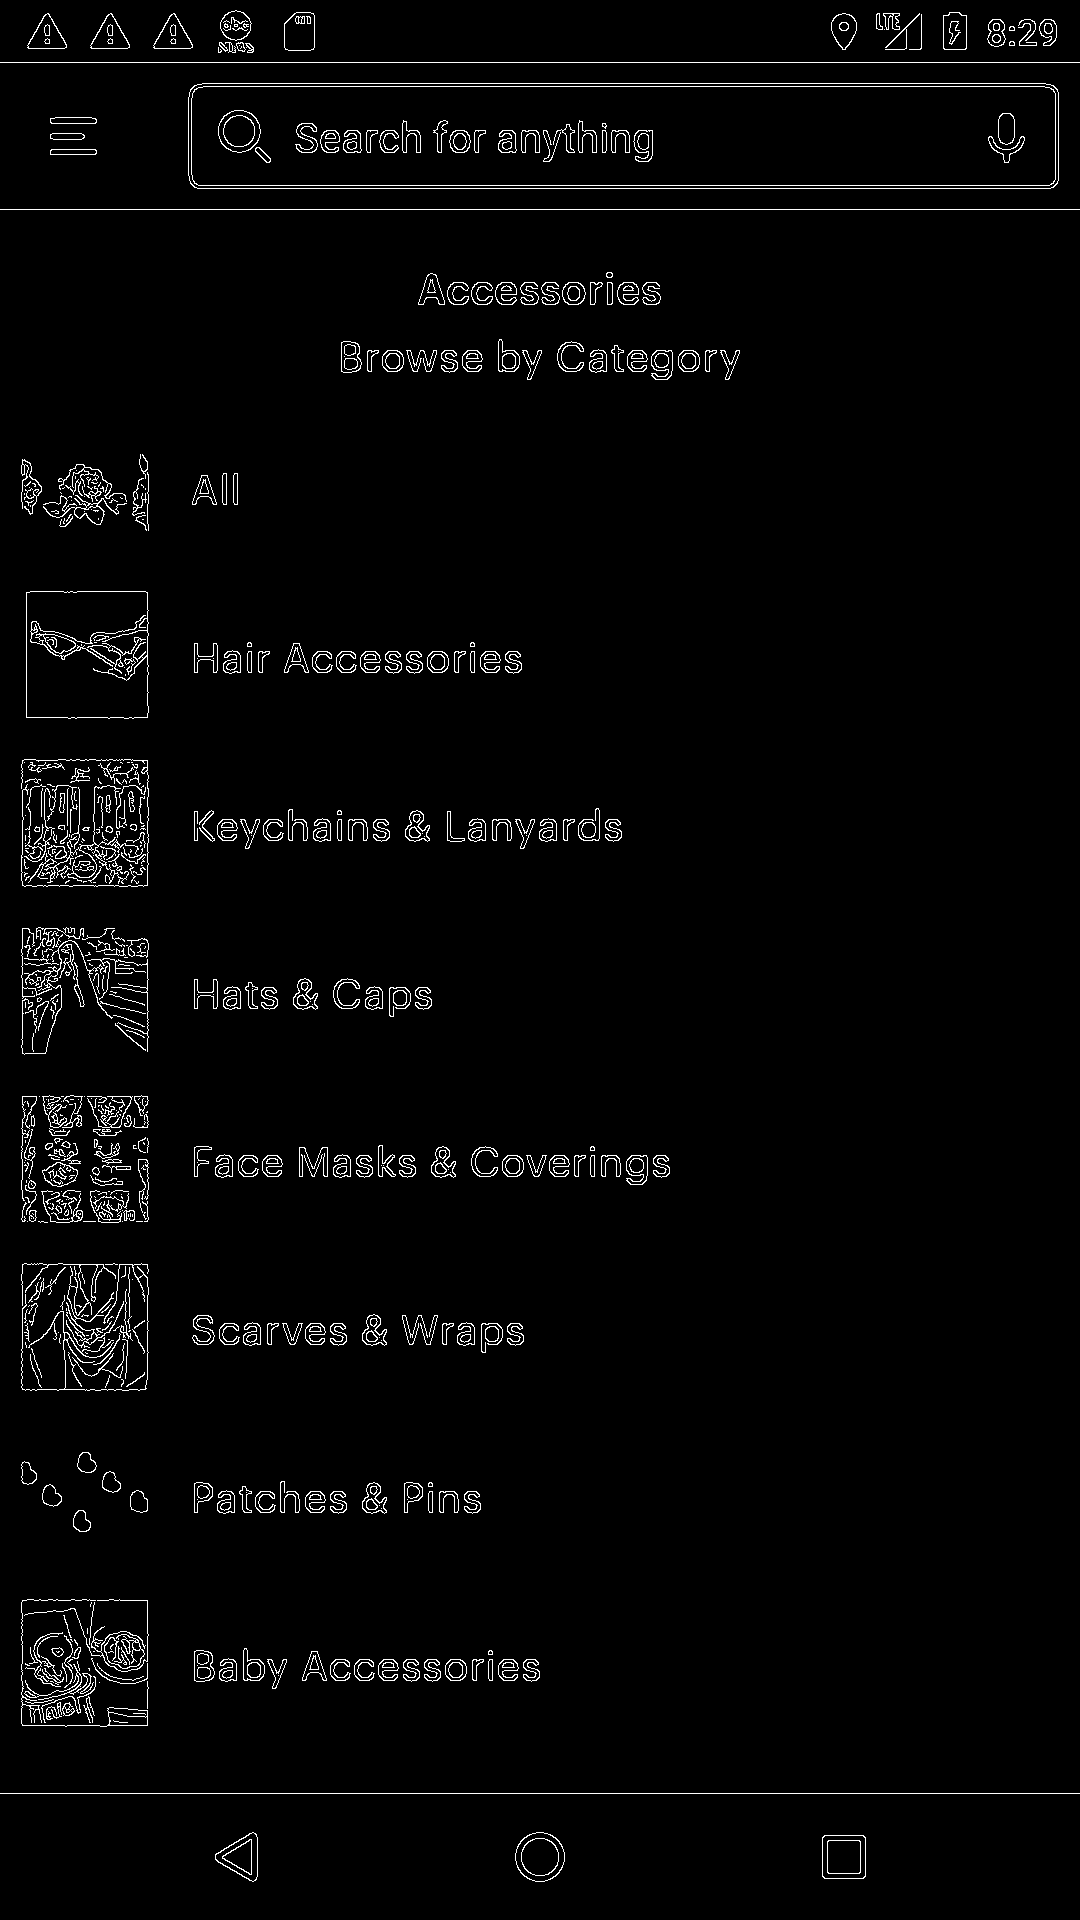 abc
LTE
8:29
Search for anything
Accessories
Browse by Category
All
Hair Accessories
Keychains & Lanyards
Hats & Caps
Face Masks & Coverings
Scarves & Wraps
Patches & Pins
Baby Accessories